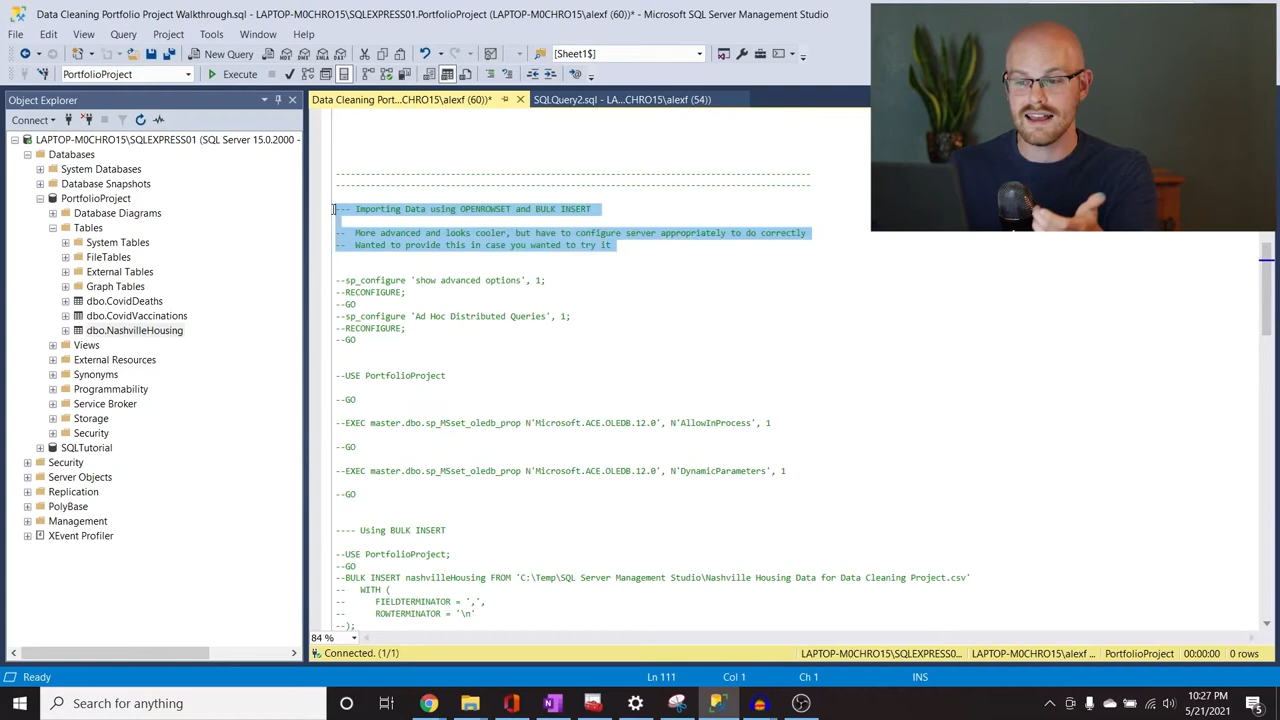 Data Cleaning Portfolio Project Walkthrough.sql - LAPTOP-M0CHRO15\SQLEXPRESS01.PortfolioProject (LAPTOP-M0CHRO15\alexf (60))* - Microsoft SQL Server Management Studio
File Edit View Query Project Tools Window Help
New Query [Sheet1$]
PortfolioProject Execute
Object Explorer
Data Cleaning Port...CHRO15\alexf (60))* SQLQuery2.sql - LA...CHRO15\alexf (54))
Connect
LAPTOP-M0CHRO15\SQLEXPRESS01 (SQL Server 15.0.2000 -
Databases
System Databases
Database Snapshots
PortfolioProject
Database Diagrams
Tables
System Tables
FileTables
External Tables
Graph Tables
dbo.CovidDeaths
dbo.CovidVaccinations
dbo.NashvilleHousing
Views
External Resources
Synonyms
Programmability
Service Broker
Storage
Security
SQLTutorial
Security
Server Objects
Replication
PolyBase
Management
XEvent Profiler
--- Importing Data using OPENROWSET and BULK INSERT
-- More advanced and looks cooler, but have to configure server appropriately to do correctly
-- Wanted to provide this in case you wanted to try it
--sp_configure 'show advanced options', 1;
--RECONFIGURE;
--GO
--sp_configure 'Ad Hoc Distributed Queries', 1;
--RECONFIGURE;
--GO
--USE PortfolioProject
--GO
--EXEC master.dbo.sp_MSset_oledb_prop N'Microsoft.ACE.OLEDB.12.0', N'AllowInProcess', 1
--GO
--EXEC master.dbo.sp_MSset_oledb_prop N'Microsoft.ACE.OLEDB.12.0', N'DynamicParameters', 1
--GO
---- Using BULK INSERT
--USE PortfolioProject;
--GO
--BULK INSERT nashvilleHousing FROM 'C:\Temp\SQL Server Management Studio\Nashville Housing Data for Data Cleaning Project.csv'
-- WITH (
-- FIELDTERMINATOR = ',',
-- ROWTERMINATOR = '\n'
--);
84 %
Connected. (1/1) LAPTOP-M0CHRO15\SQLEXPRESS0... LAPTOP-M0CHRO15\alexf ... PortfolioProject 00:00:00 0 rows
Ready Ln 111 Col 1 Ch 1 INS
Type here to search
10:27 PM
5/21/2021
5